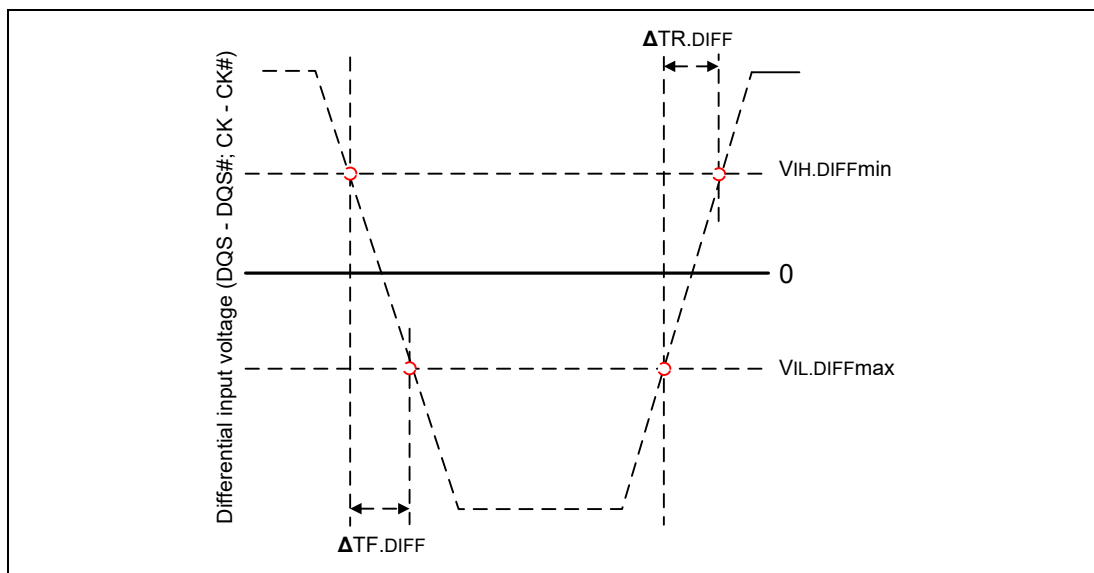 ΔTR.DIFF
Differential input voltage (DQS - DQS#; CK - CK#)
VIH.DIFFmin
0
VIL.DIFFmax
ΔTF.DIFF